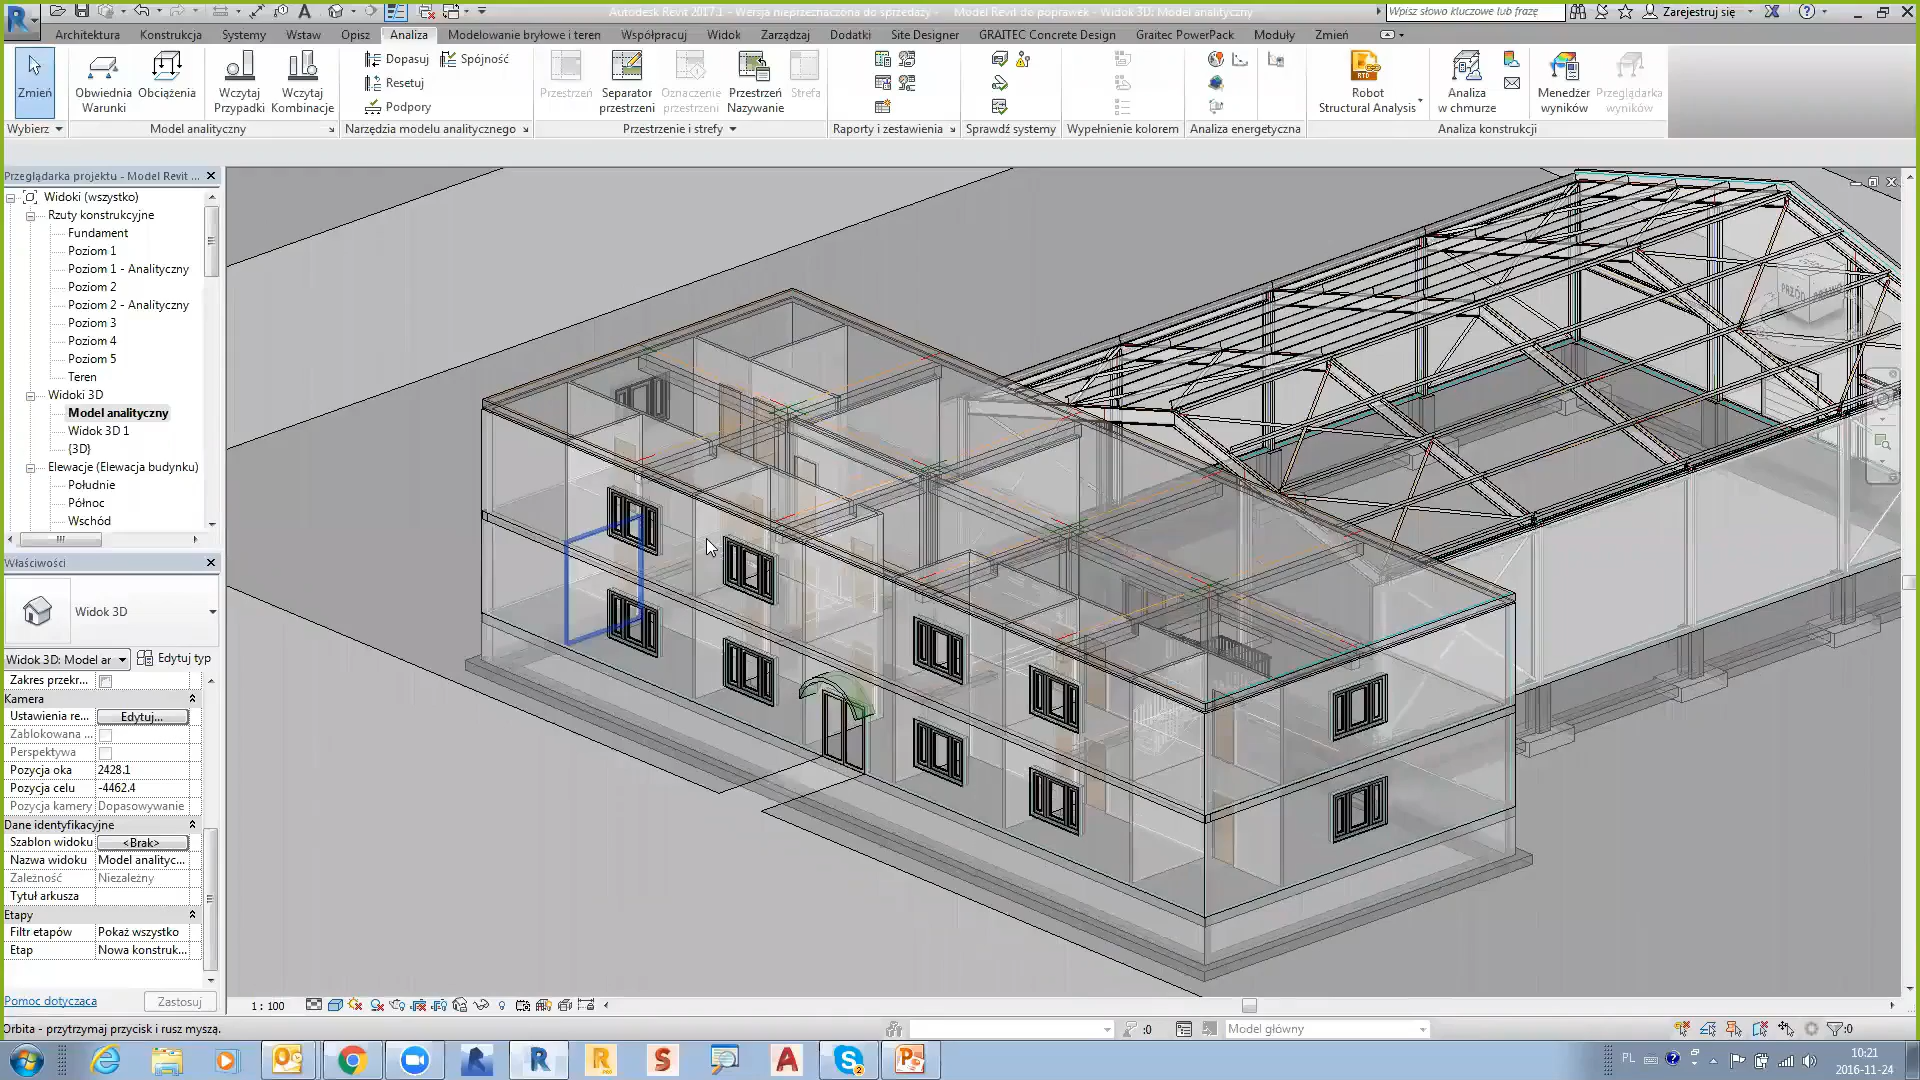 Autodesk Revit 2017.1 - Wersja nieprzeznaczona do sprzedaży - Model Revit do poprawek - Widok 3D: Model analityczny
Wpisz słowo kluczowe lub frazę
Zarejestruj się
Architektura Konstrukcja Systemy Wstaw Opisz Analiza Modelowanie bryłowe i teren Współpracuj Widok Zarządzaj Dodatki Site Designer GRAITEC Concrete Design Graitec PowerPack Moduły Zmień
Zmień
Obwiednia Warunki
Obciążenia
Wczytaj Przypadki
Wczytaj Kombinacje
Dopasuj
Spójność
Resetuj
Podpory
Przestrzeń
Separator przestrzeni
Oznaczenie przestrzeni
Przestrzeń Nazywanie
Strefa
Robot Structural Analysis
Analiza w chmurze
Menedżer wyników
Przeglądarka wyników
Wybierz
Model analityczny
Narzędzia modelu analitycznego
Przestrzenie i strefy
Raporty i zestawienia
Sprawdź systemy
Wypełnienie kolorem
Analiza energetyczna
Analiza konstrukcji
Przeglądarka projektu - Model Revit ...
Widoki (wszystko)
Rzuty konstrukcyjne
Fundament
Poziom 1
Poziom 1 - Analityczny
Poziom 2
Poziom 2 - Analityczny
Poziom 3
Poziom 4
Poziom 5
Teren
Widoki 3D
Model analityczny
Widok 3D 1
{3D}
Elewacje (Elewacja budynku)
Południe
Północ
Wschód
Właściwości
Widok 3D
Widok 3D: Model ar
Edytuj typ
Zakres przekr...
Kamera
Ustawienia re... Edytuj...
Zablokowana ...
Perspektywa
Pozycja oka 2428.1
Pozycja celu -4462.4
Pozycja kamery Dopasowywanie
Dane identyfikacyjne
Szablon widoku <Brak>
Nazwa widoku Model analityc...
Zależność Niezależny
Tytuł arkusza
Etapy
Filtr etapów Pokaż wszystko
Etap Nowa konstruk...
Pomoc dotycząca
Zastosuj
PRZÓD
1 : 100
Orbita - przytrzymaj przycisk i rusz myszą.
:0
Model główny
:0
PL
10:21
2016-11-24